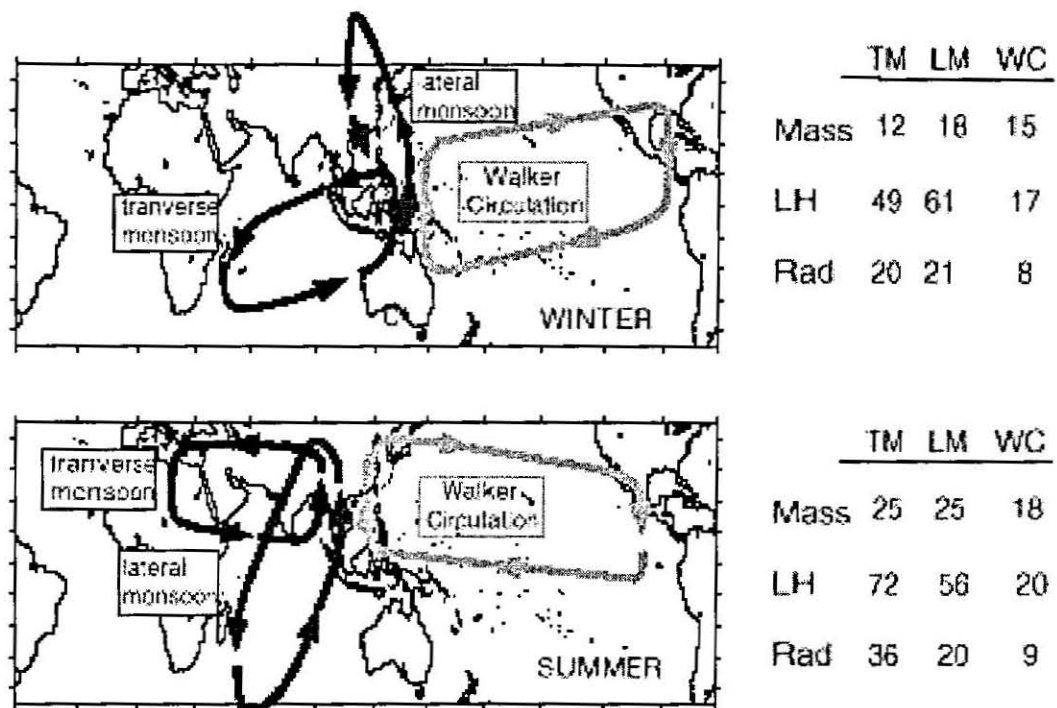 lateral
monsoon
Walker
Circulation
tranverse
monsoon
WINTER
TM LM WC
Mass 12 18 15
LH 49 61 17
Rad 20 21 8
tranverse
monsoon
Walker
Circulation
lateral
monsoon
SUMMER
TM LM WC
Mass 25 25 18
LH 72 56 20
Rad 36 20 9